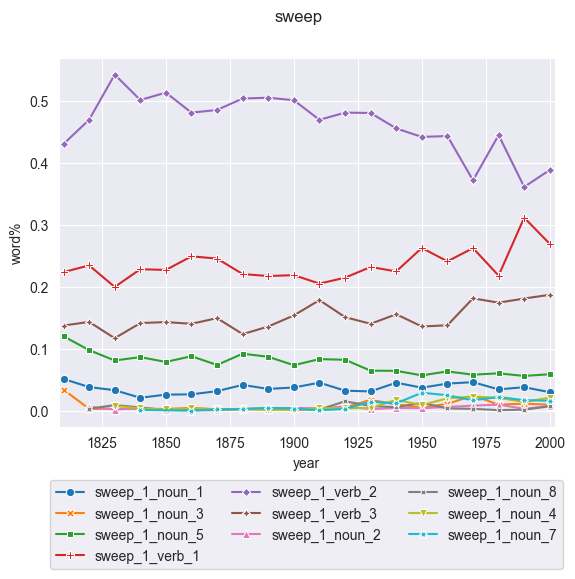 sweep
0.5
0.4
0.3
0.2
0.1
0.0
word%
1825 1850 1875 1900 1925 1950 1975 2000
year
sweep_1_noun_1 sweep_1_verb_2 sweep_1_noun_8
sweep_1_noun_3 sweep_1_verb_3 sweep_1_noun_4
sweep_1_noun_5 sweep_1_noun_2 sweep_1_noun_7
sweep_1_verb_1